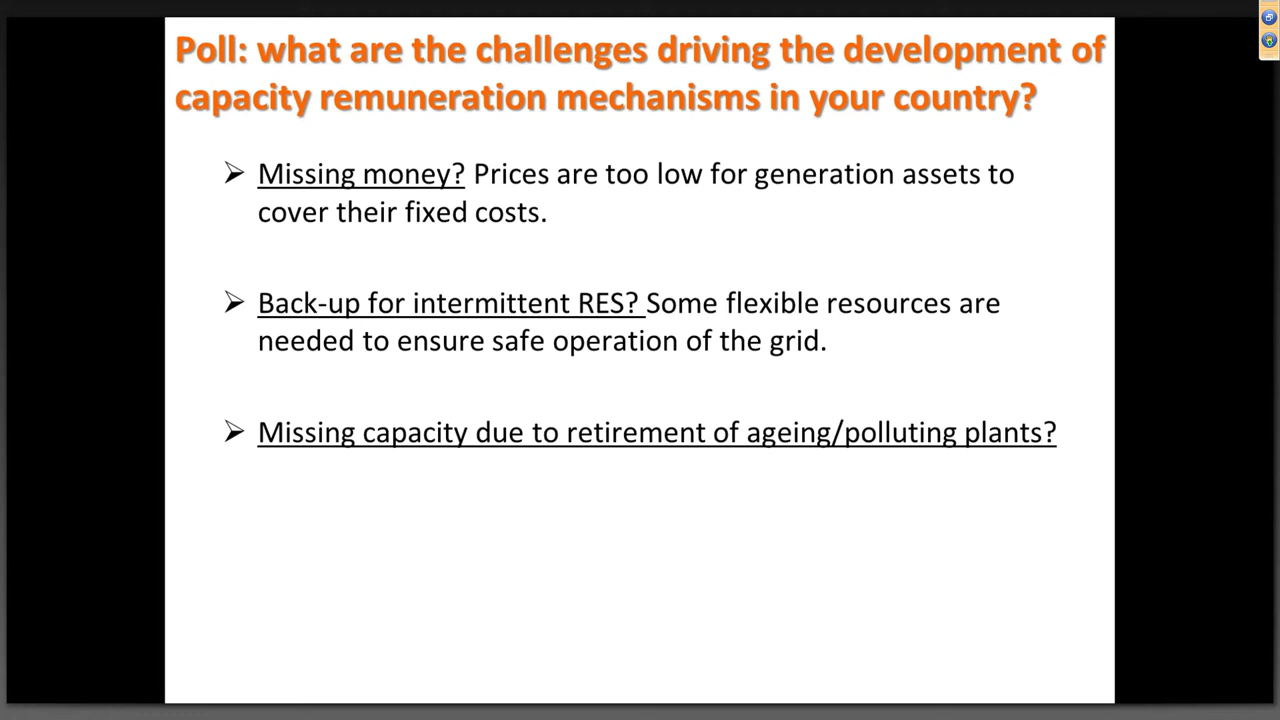 Poll: what are the challenges driving the development of
capacity remuneration mechanisms in your country?
➢ Missing money? Prices are too low for generation assets to
cover their fixed costs.
➢ Back-up for intermittent RES? Some flexible resources are
needed to ensure safe operation of the grid.
➢ Missing capacity due to retirement of ageing/polluting plants?